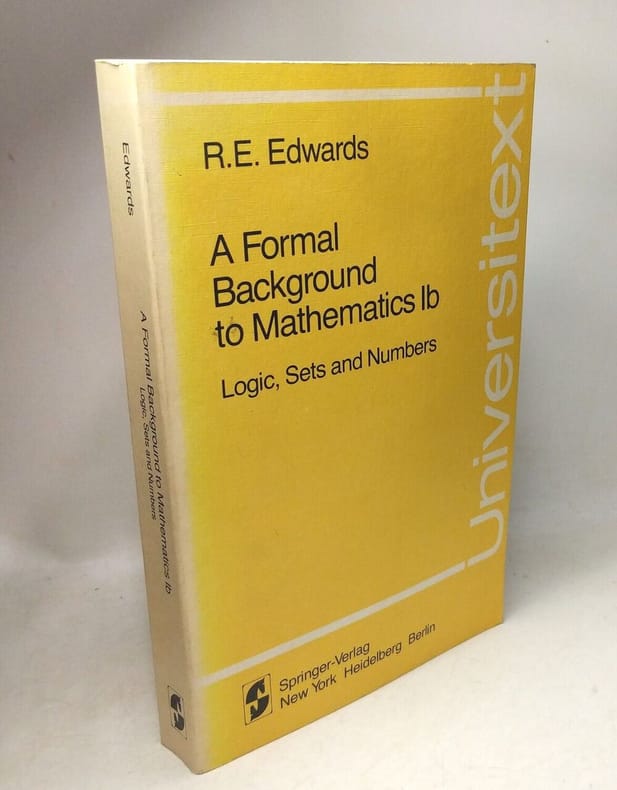 R.E. Edwards
A Formal
Background
to Mathematics Ib
Logic, Sets and Numbers
Universitext
Springer-Verlag
New York Heidelberg Berlin
Edwards
A Formal Background to Mathematics Ib
Logic, Sets and Numbers